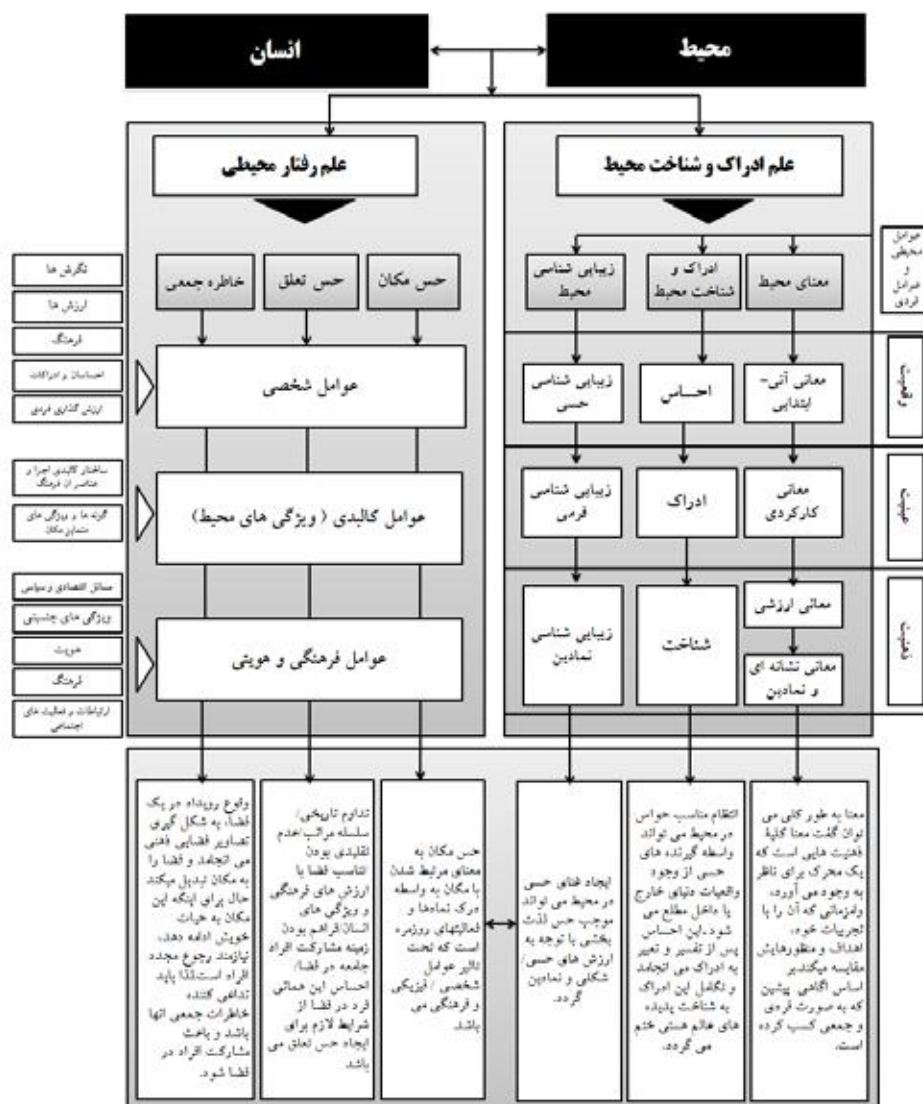 محیط
انسان
علم ادراک و شناخت محیط
علم رفتار محیطی
عوامل
محیطی
و
عوامل
فردی
معنای محیط
ادراک و
شناخت محیط
زیبایی شناسی
محیط
حس مکان
حس تعلق
خاطره جمعی
نگرش ها
ارزش ها
فرهنگ
احساسان و ادراکات
ارزش گذاری فردی
واقعیت
معانی آنی-
ابتدایی
احساس
زیبایی شناسی
حسی
عوامل شخصی
عینیت
معانی
کارکردی
ادراک
زیبایی شناسی
فرمی
عوامل کالبدی ( ویژگی های محیط)
ساختار کالبدی اجزا و
عناصر ان فرهنگ
گونه ها و ویژگی های
متمایز مکان
ذهنیت
معانی ارزشی
معانی نشانه ای
و نمادین
شناخت
زیبایی شناسی
نمادین
عوامل فرهنگی و هویتی
مسائل اقتصادی و سیاسی
ویژگی های جنسیتی
هویت
فرهنگ
ارتباطات و فعالیت های
اجتماعی
معنا به طور کلی می
توان گفت معنا کلیهٔ
ذهنیت هایی است که
یک محرک برای ناظر
به وجود می آورد،
وامزمانی که آن را با
تجربیات خود،
اهداف و منظورهایش
مقایسه میکندبر
اساس اگاهی پیشین
که به صورت فردی
و جمعی کسب کرده
است.
انتظام مناسب حواس
در محیط می تواند
واسطه گیرنده های
حسی از وجود
واقعیات دنیای خارج
یا داخل مطلع می
شود.این احساس
پس از تفسیر و تعبیر
به ادراک می انجامد
و تکامل این ادراک
به شناخت پدیده
های عالم هستی ختم
می گردد.
ایجاد غنای حسی
در محیط می تواند
موجب حس لذت
بخشی با توجه به
ارزش های حسی/
شکلی و نمادین
گردد.
حس مکان به
معنای مرتبط شدن
با مکان به واسطه
درک نمادها و
فعالیتهای روزمره
است که تحت
تاثیر عوامل
شخصی / فیزیکی
و فرهنگی می
باشد.
تداوم تاریخی/
سلسله مراتب/عدم
تقلیدی بودن
/تناسب فضا با
ارزش های فرهنگی
و ویژگی های
انسان/فراهم بودن
زمینه مشارکت افراد
جامعه در فضا/
احساس این همانی
فرد در فضا از
شرایط لازم برای
ایجاد حس تعلق می
باشد.
وقوع رویداد در یک
فضا، به شکل گیری
تصاویر فضایی ذهنی
می انجامد و فضا را
به مکان تبدیل میکند
حال برای اینکه این
مکان به حیات
خویش ادامه دهد،
نیازمند رجوع مجدد
افراد است.لذا باید
تداعی کننده
خاطرات جمعی آنها
باشد و باعث
مشارکت افراد در
فضا شود.